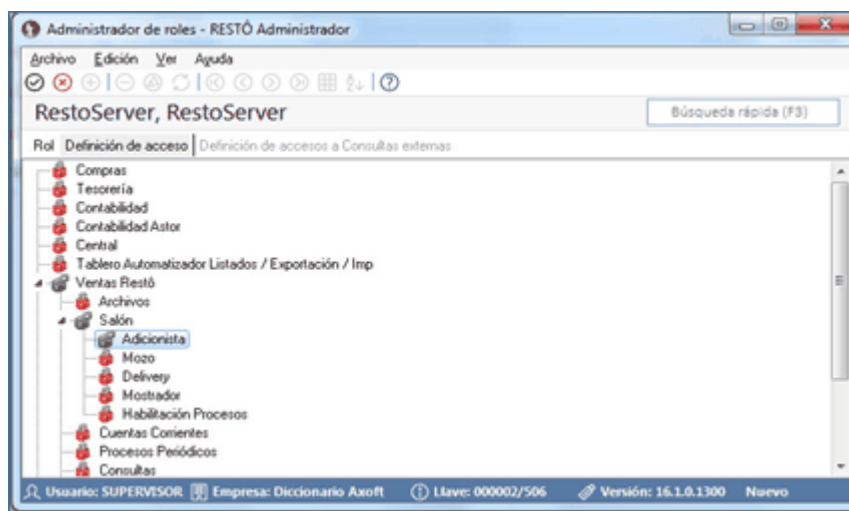 Administrador de roles - RESTÔ Administrador
Archivo Edición Ver Ayuda
RestoServer, RestoServer Búsqueda rápida (F3)
Rol Definición de acceso Definición de accesos a Consultas externas
Compras
Tesorería
Contabilidad
Contabilidad Astor
Central
Tablero Automatizador Listados / Exportación / Imp
Ventas Restô
Archivos
Salón
Adicionista
Mozo
Delivery
Mostrador
Habilitación Procesos
Cuentas Corrientes
Procesos Periódicos
Consultas
Usuario: SUPERVISOR Empresa: Diccionario Axoft Llave: 000002/506 Versión: 16.1.0.1300 Nuevo